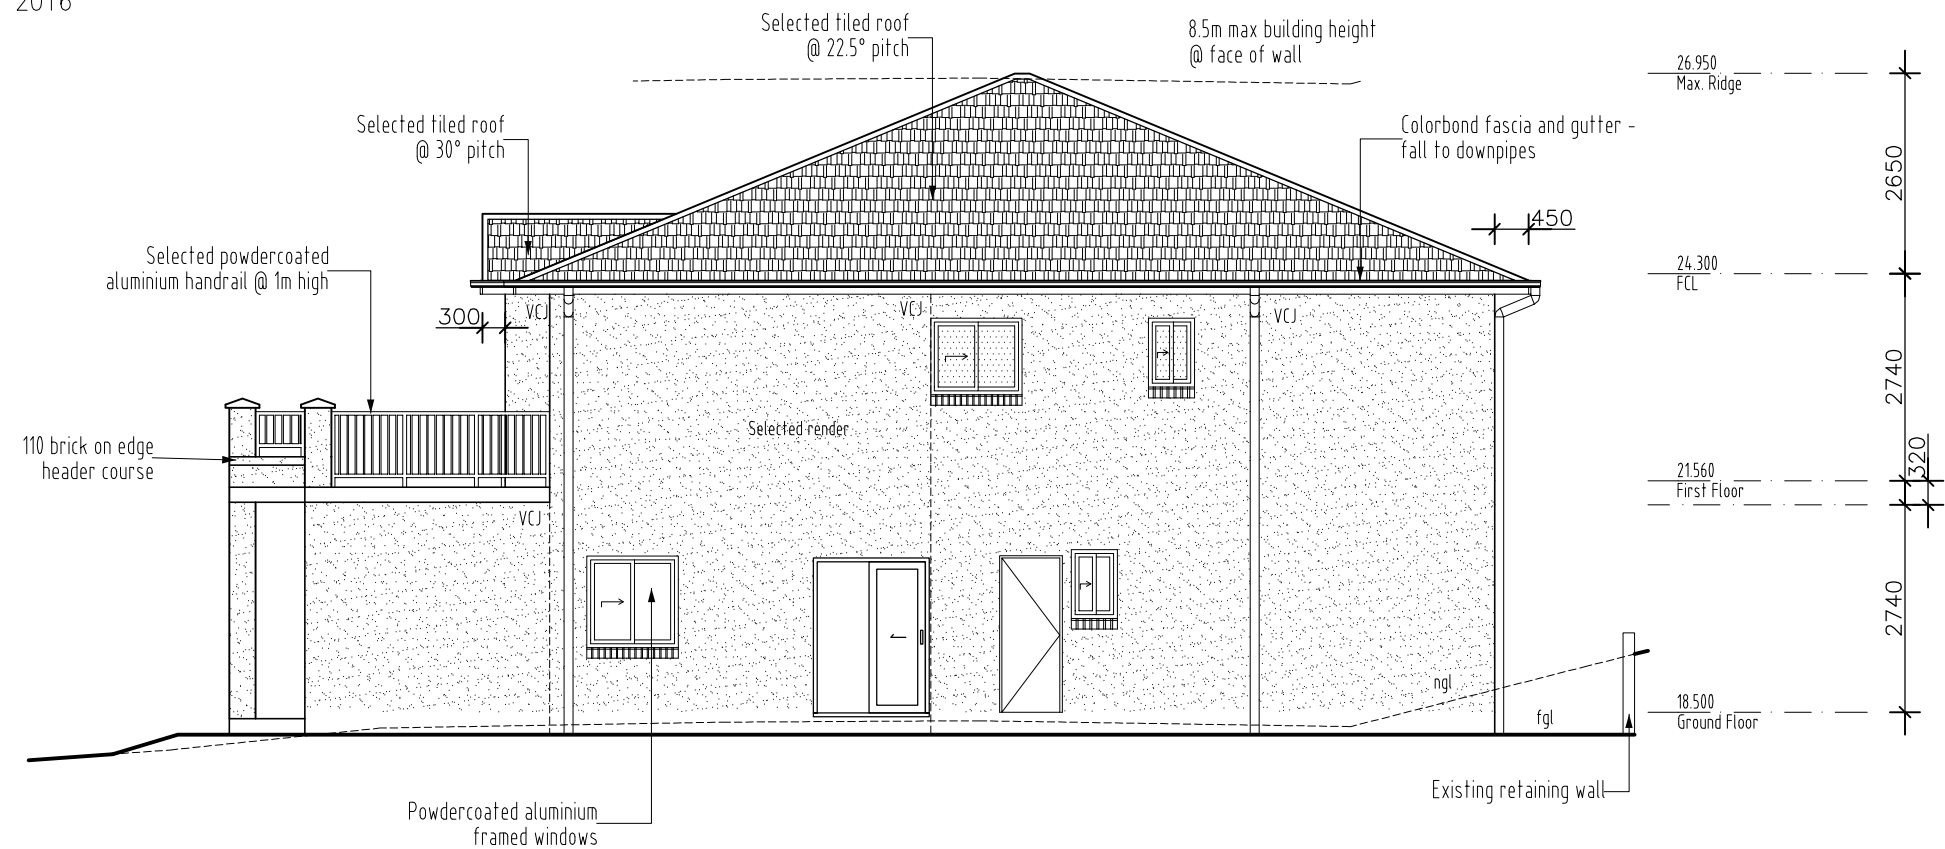 2016
Selected tiled roof
@ 22.5° pitch
8.5m max building height
@ face of wall
26.950
Max. Ridge
Selected tiled roof
@ 30° pitch
Colorbond fascia and gutter -
fall to downpipes
2650
450
Selected powdercoated
aluminium handrail @ 1m high
24.300
FCL
300
VCJ
VCJ
VCJ
2740
Selected render
110 brick on edge
header course
320
21.560
First Floor
VCJ
2740
ngl
18.500
Ground Floor
fgl
Existing retaining wall
Powdercoated aluminium
framed windows